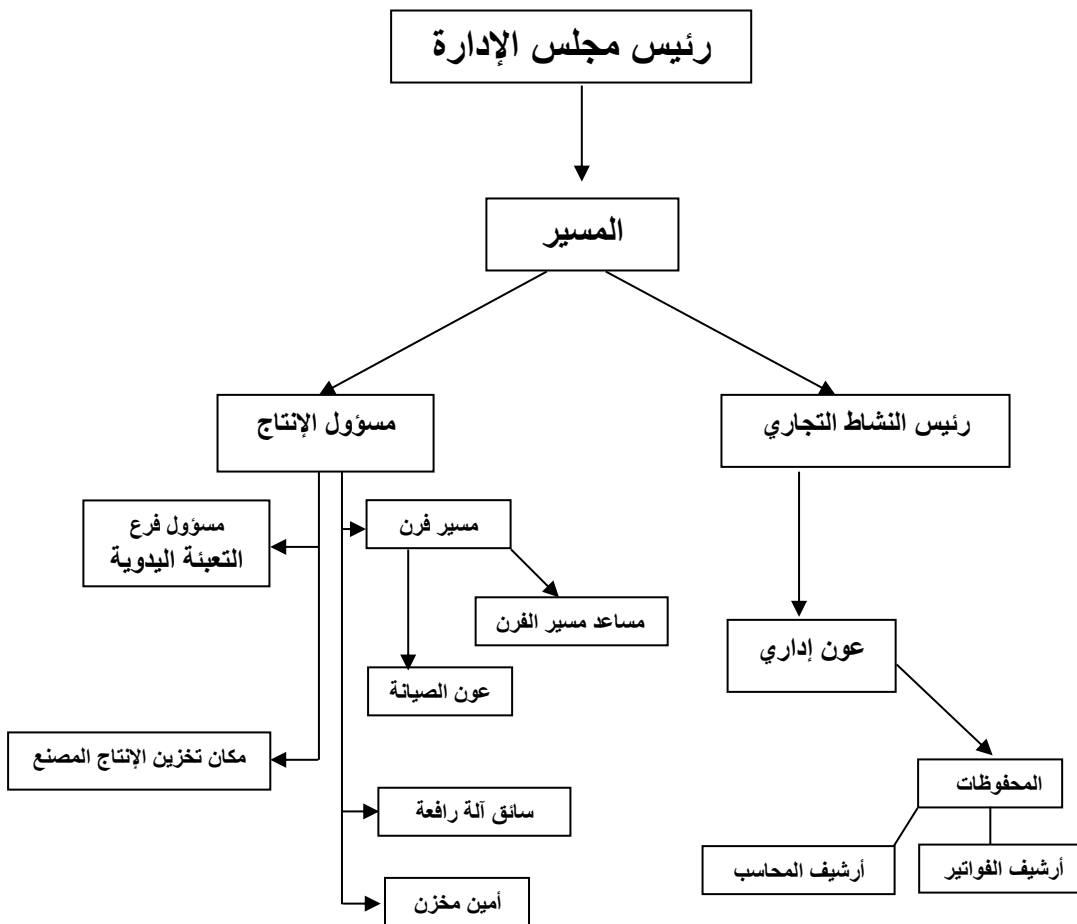 رئيس مجلس الإدارة
المسير
رئيس النشاط التجاري
مسؤول الإنتاج
مسير فرن
مسؤول فرع
التعبئة اليدوية
مساعد مسير الفرن
عون إداري
عون الصيانة
مكان تخزين الإنتاج المصنع
المحفوظات
سائق آلة رافعة
أرشيف الفواتير
أرشيف المحاسب
أمين مخزن